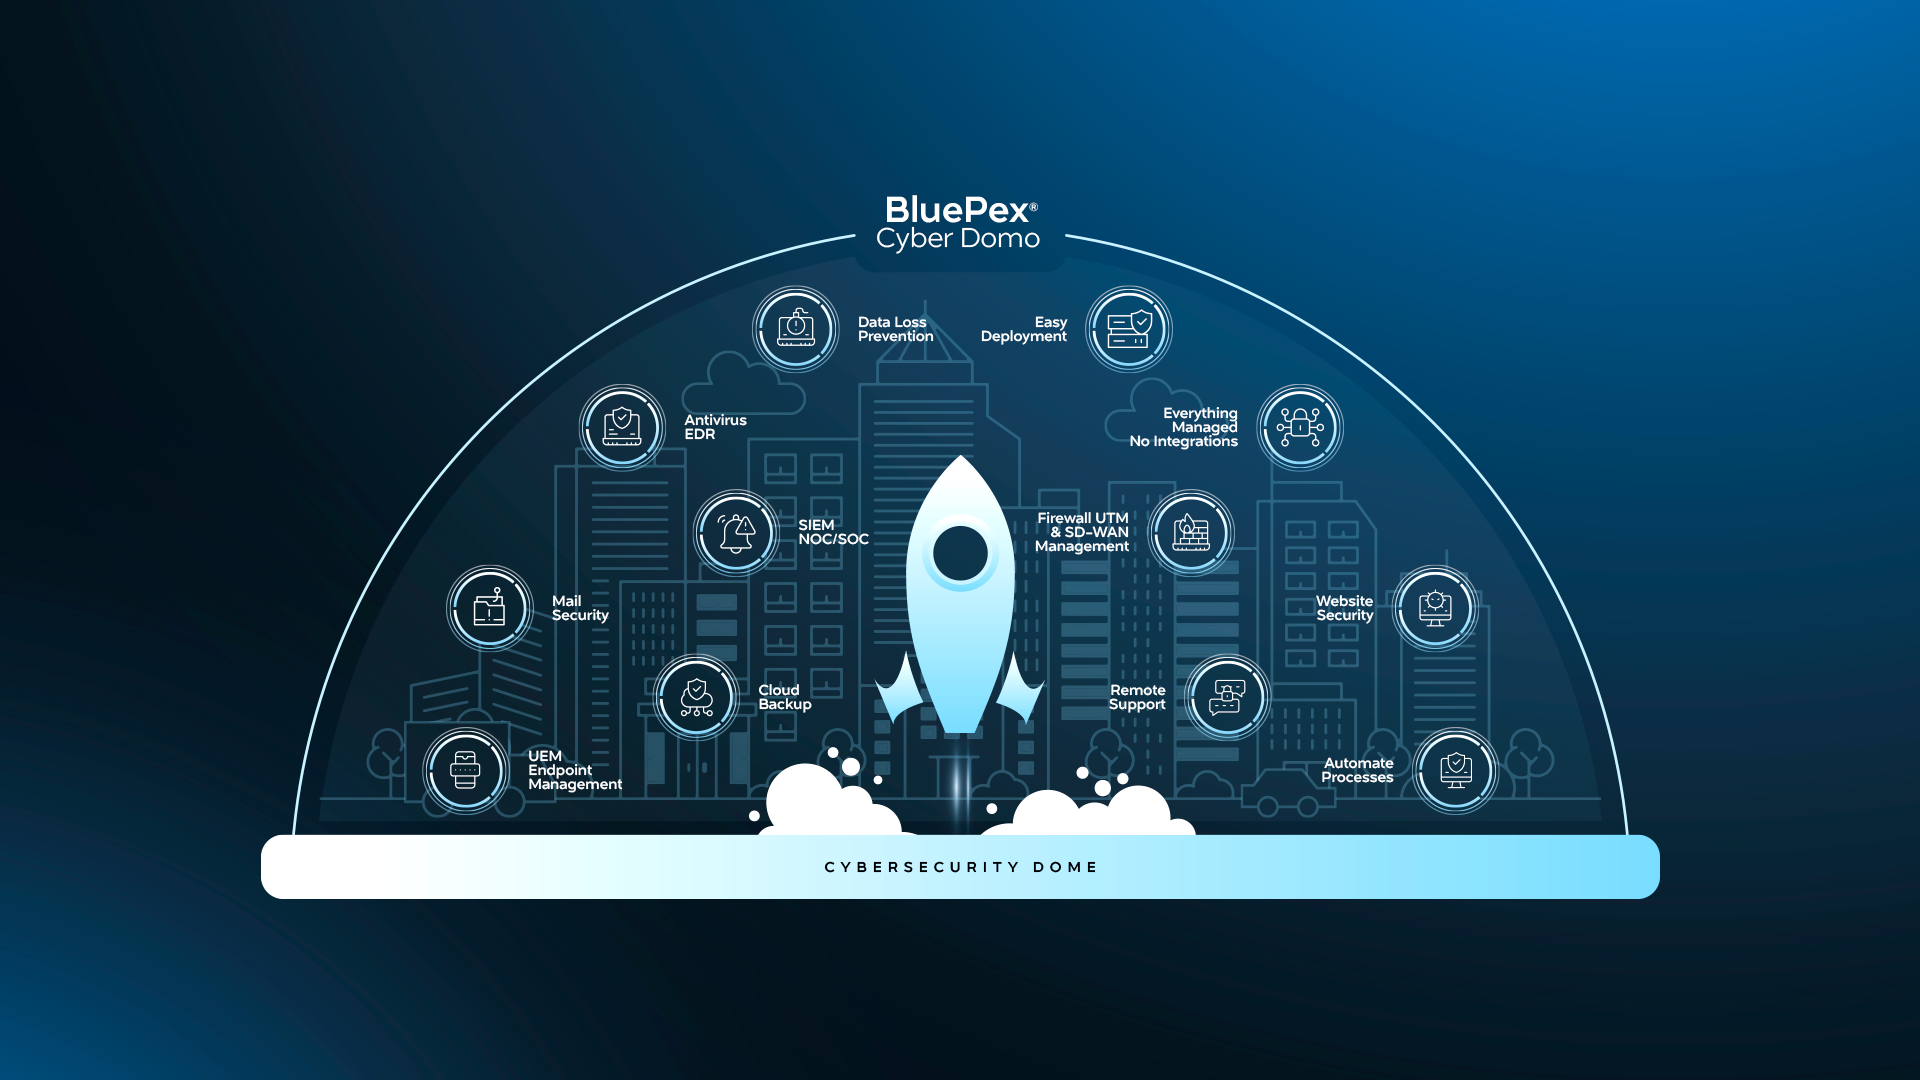 BluePex®
Cyber Domo
Data Loss
Prevention
Easy
Deployment
Antivirus
EDR
Everything
Managed
No Integrations
SIEM
NOC/SOC
Firewall UTM
& SD-WAN
Management
Mail
Security
Website
Security
Cloud
Backup
Remote
Support
UEM
Endpoint
Management
Automate
Processes
CYBERSECURITY DOME